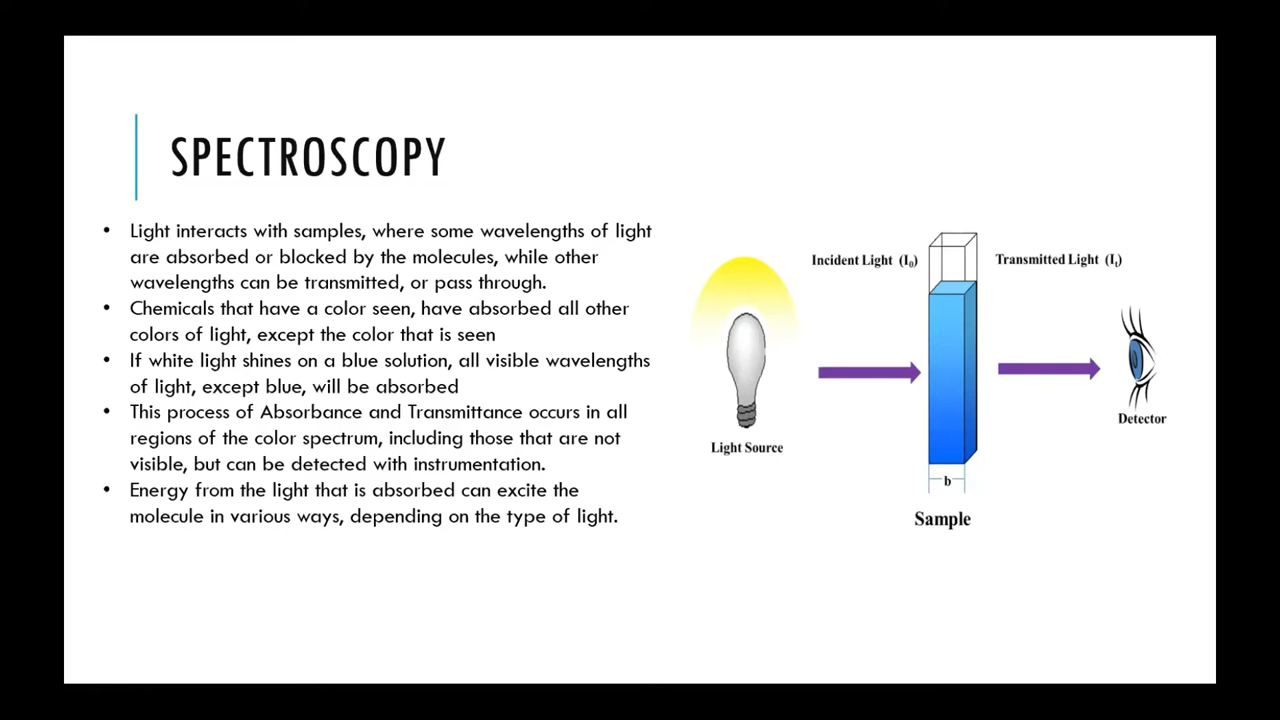 SPECTROSCOPY
• Light interacts with samples, where some wavelengths of light
are absorbed or blocked by the molecules, while other
wavelengths can be transmitted, or pass through.
• Chemicals that have a color seen, have absorbed all other
colors of light, except the color that is seen
• If white light shines on a blue solution, all visible wavelengths
of light, except blue, will be absorbed
• This process of Absorbance and Transmittance occurs in all
regions of the color spectrum, including those that are not
visible, but can be detected with instrumentation.
• Energy from the light that is absorbed can excite the
molecule in various ways, depending on the type of light.
Incident Light (I₀)
Transmitted Light (Iₜ)
Light Source
Detector
b
Sample